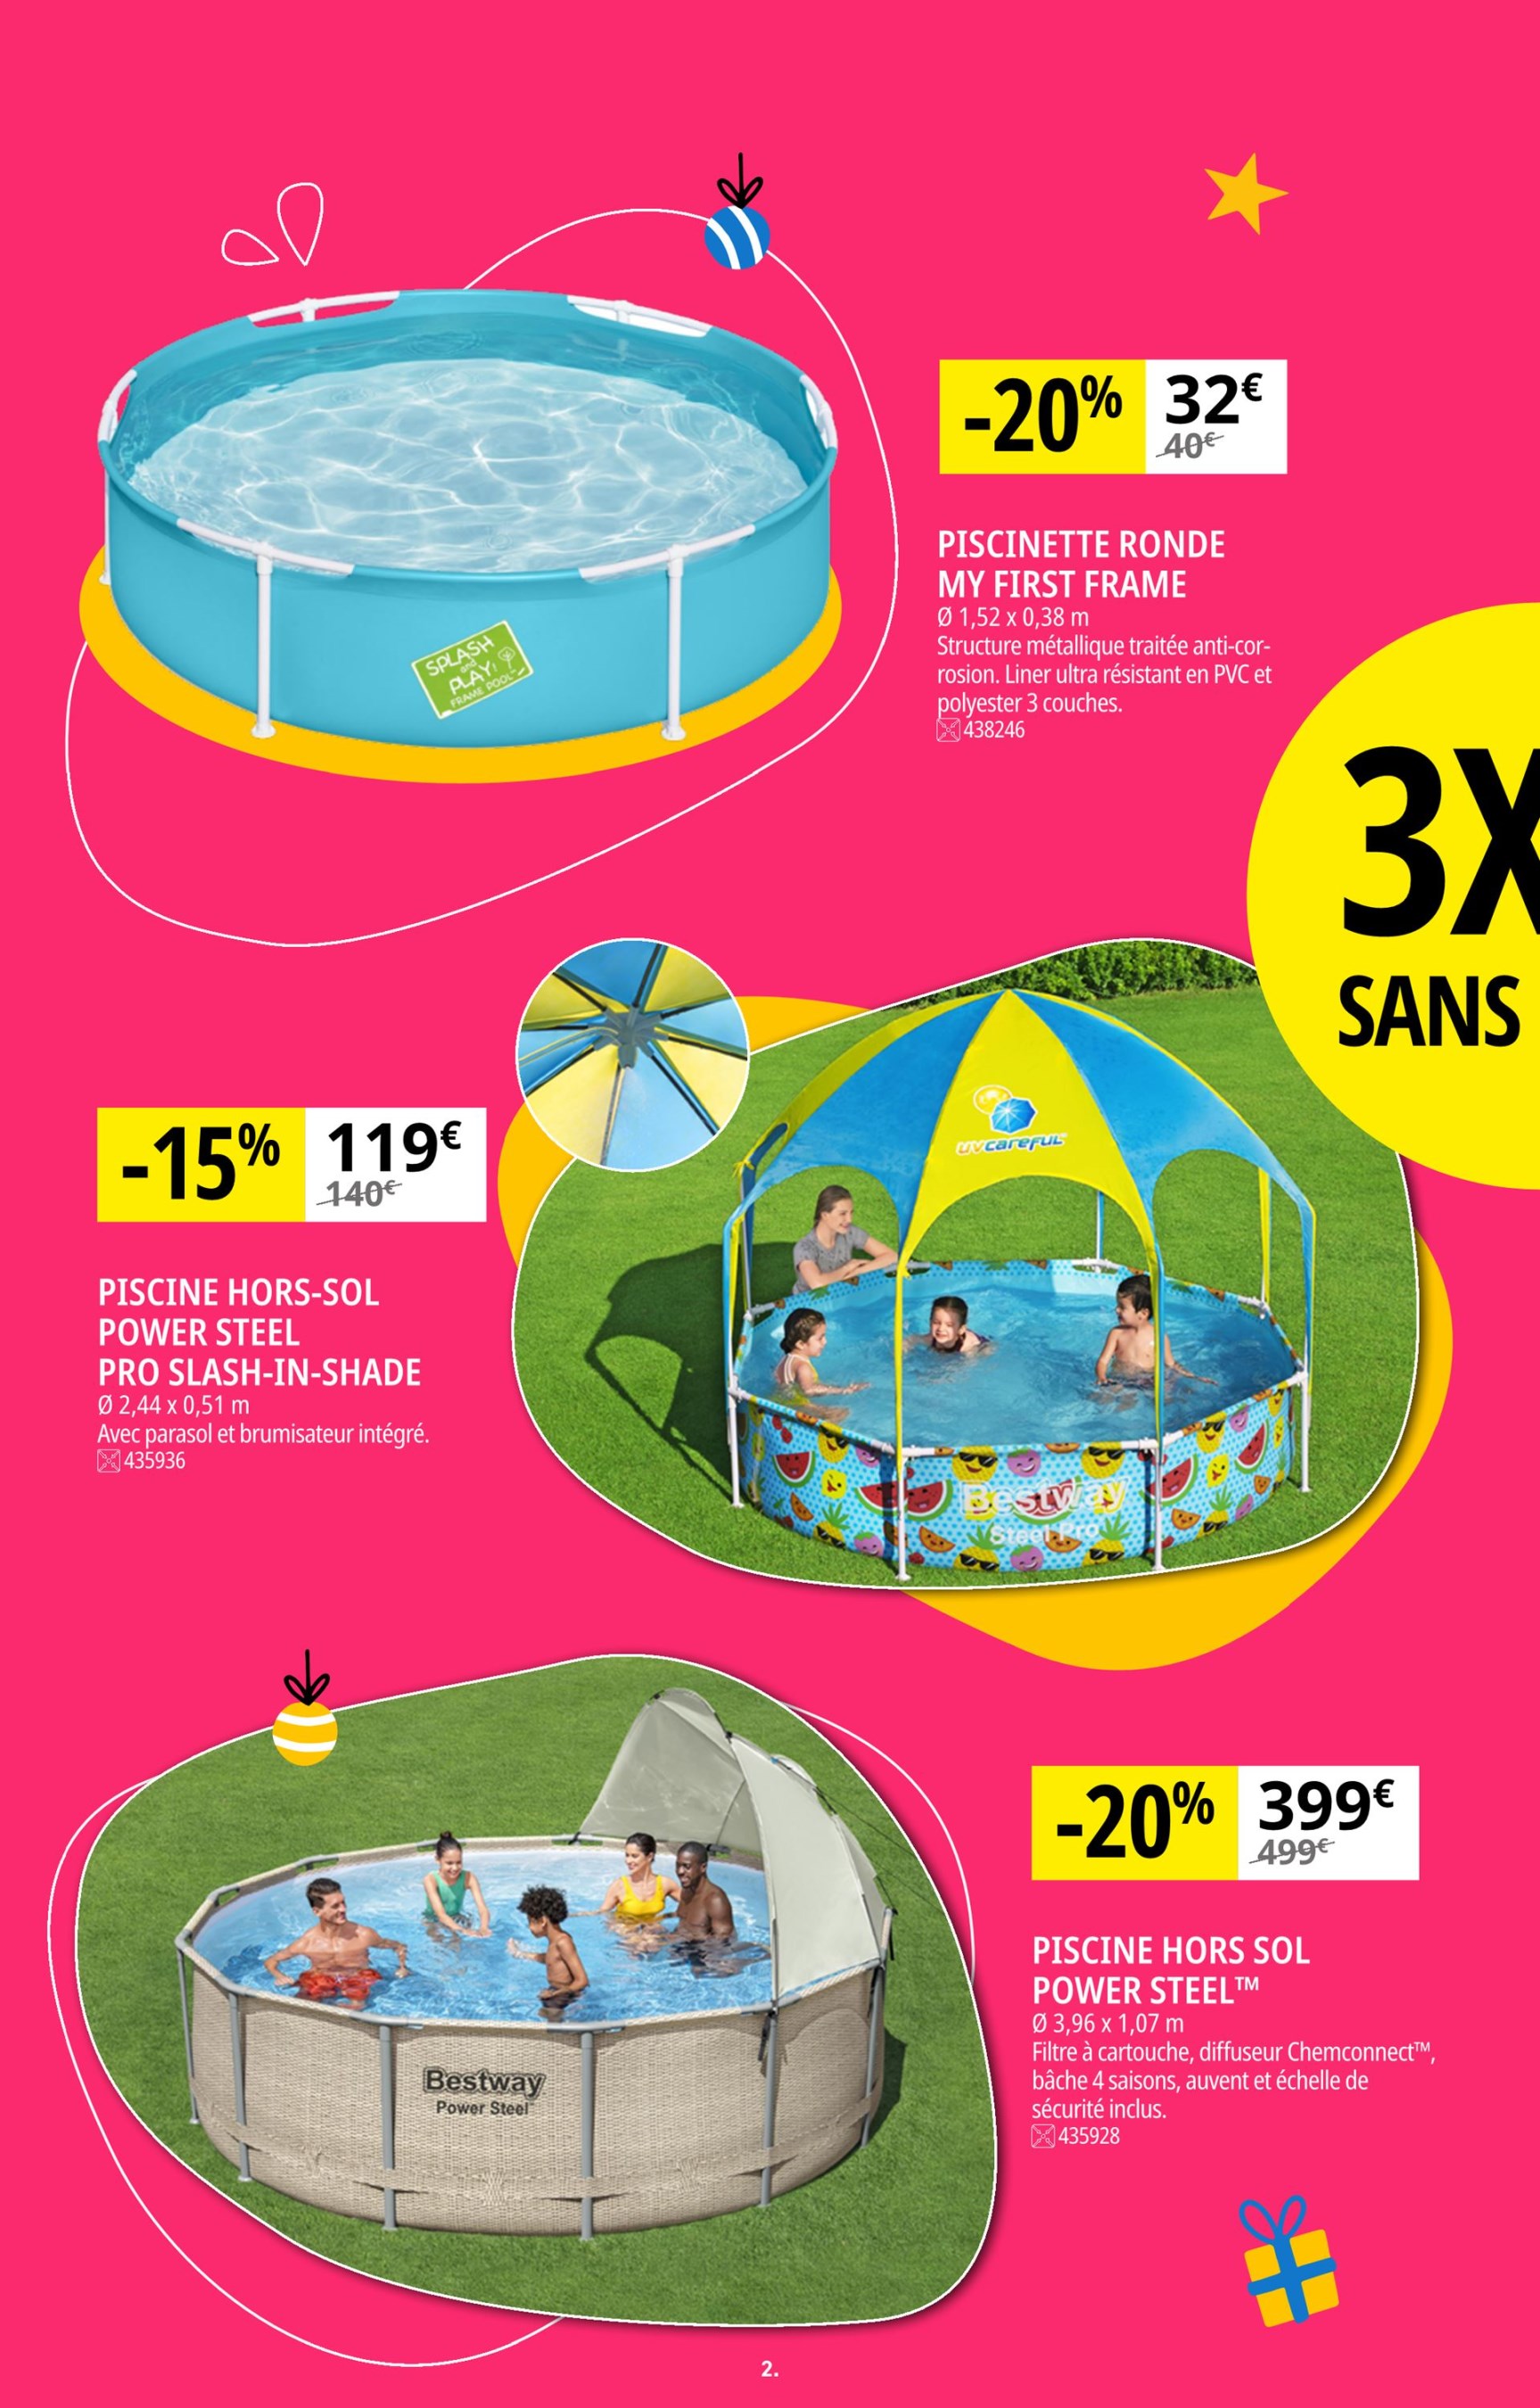 -20% 32€
40€
PISCINETTE RONDE
MY FIRST FRAME
Ø 1,52 x 0,38 m
Structure métallique traitée anti-cor-
rosion. Liner ultra résistant en PVC et
polyester 3 couches.
438246
SPLASH
and
PLAY!
FRAME POOL
3X
SANS
UVCAREFUL
-15% 119€
140€
PISCINE HORS-SOL
POWER STEEL
PRO SLASH-IN-SHADE
Ø 2,44 x 0,51 m
Avec parasol et brumisateur intégré.
435936
Bestway
Steel Pro
-20% 399€
499€
PISCINE HORS SOL
POWER STEEL™
Ø 3,96 x 1,07 m
Filtre à cartouche, diffuseur Chemconnect™,
bâche 4 saisons, auvent et échelle de
sécurité inclus.
435928
Bestway
Power Steel™
2.